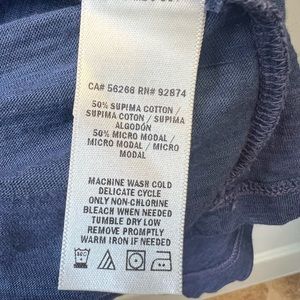 CA# 56266 RN# 92874
50% SUPIMA COTTON /
SUPIMA COTON / SUPIMA
ALGODÓN
50% MICRO MODAL /
MICRO MODAL / MICRO
MODAL
MACHINE WASH COLD
DELICATE CYCLE
ONLY NON-CHLORINE
BLEACH WHEN NEEDED
TUMBLE DRY LOW
REMOVE PROMPTLY
WARM IRON IF NEEDED